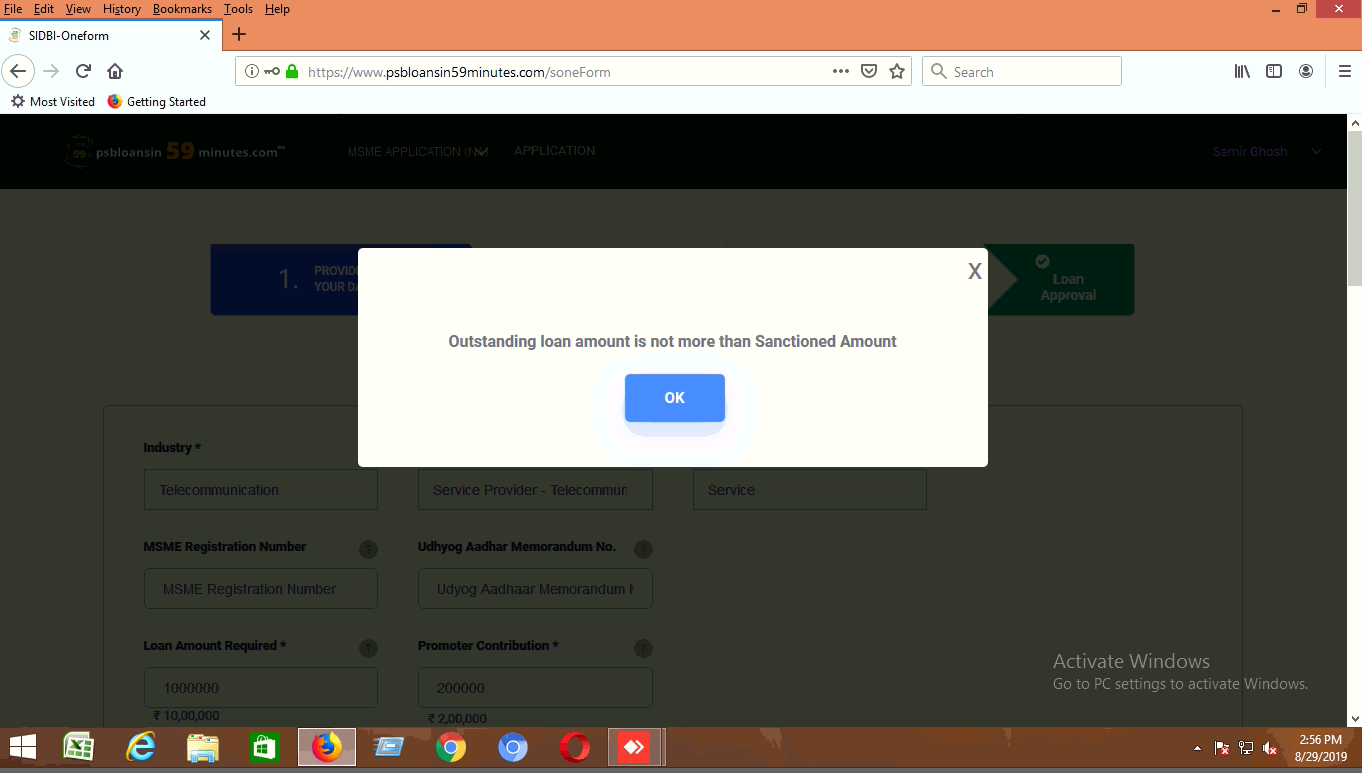 File Edit View History Bookmarks Tools Help
SIDBI-Oneform
https://www.psbloansin59minutes.com/soneForm
Search
Most Visited Getting Started
psbloansin 59 minutes.com
MSME APPLICATION
APPLICATION
Samir Ghosh
1.
YOUR
Loan
Approval
X
Outstanding loan amount is not more than Sanctioned Amount
OK
Industry *
Telecommunication
Service Provider - Telecommun
Service
MSME Registration Number ?
Udhyog Aadhar Memorandum No. ?
MSME Registration Number
Udyog Aadhaar Memorandum
Loan Amount Required * ?
Promoter Contribution * ?
1000000
200000
₹ 10,00,000
₹ 2,00,000
Activate Windows
Go to PC settings to activate Windows.
2:56 PM
8/29/2019